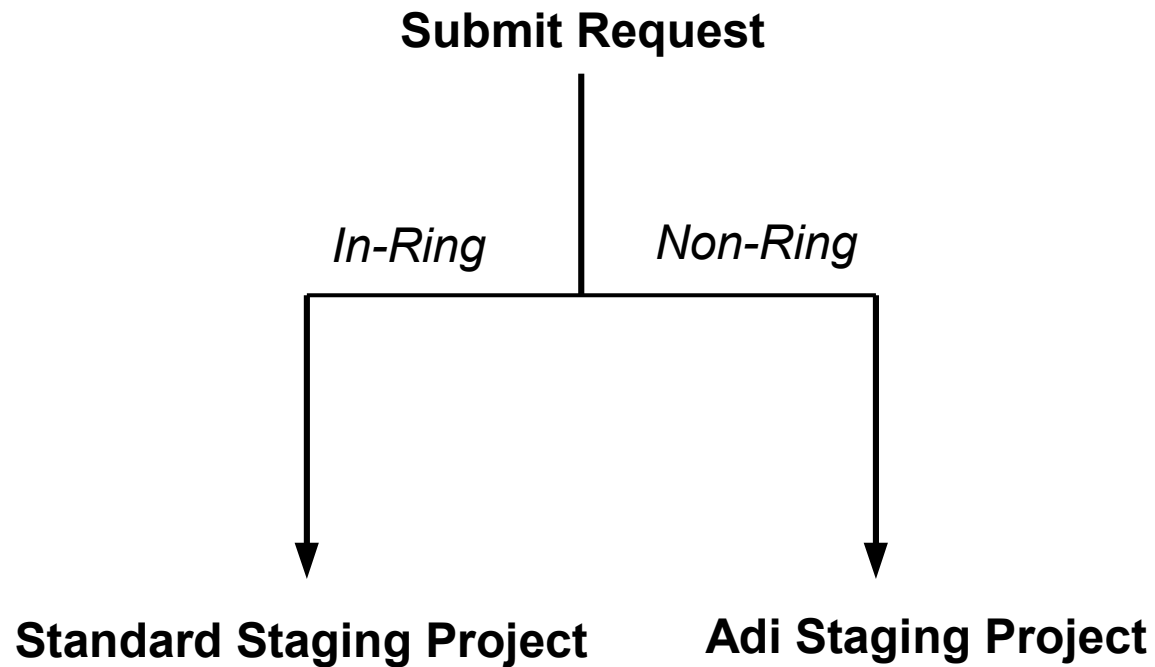 Submit Request
In-Ring
Non-Ring
Standard Staging Project
Adi Staging Project